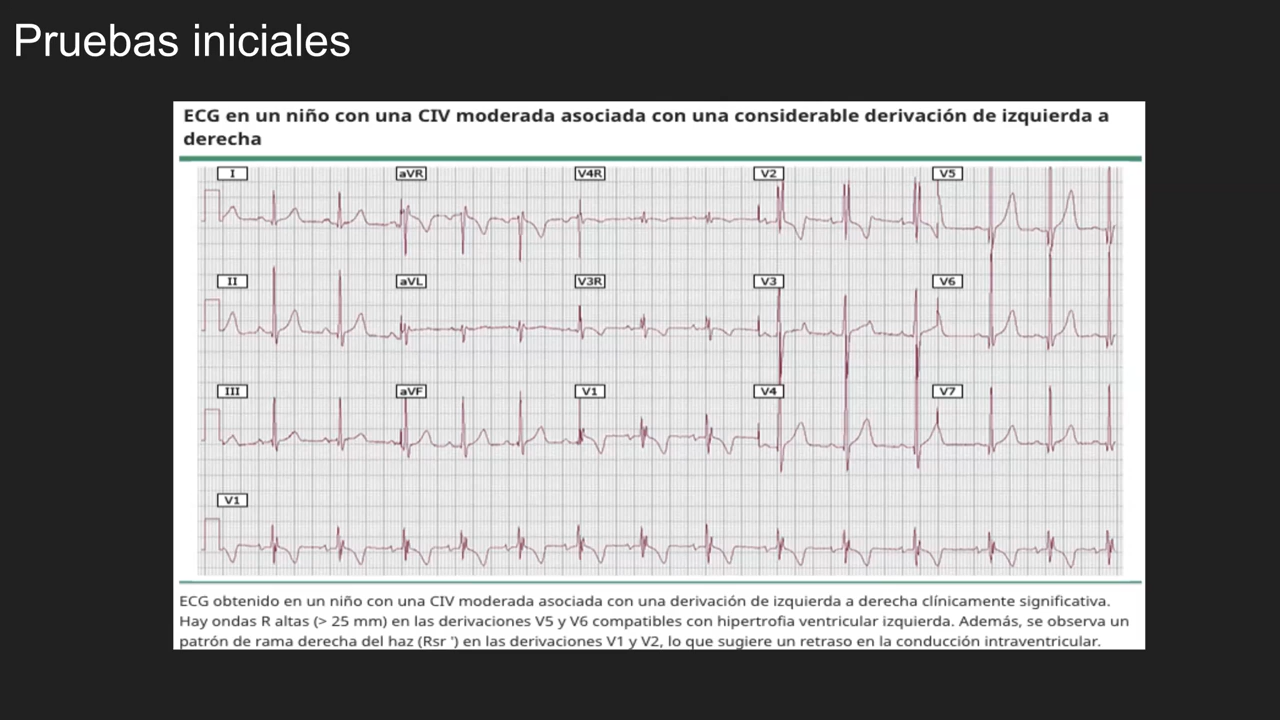 Pruebas iniciales
ECG en un niño con una CIV moderada asociada con una considerable derivación de izquierda a
derecha
I aVR V4R V2 V5
II aVL V3R V3 V6
III aVF V1 V4 V7
V1
ECG obtenido en un niño con una CIV moderada asociada con una derivación de izquierda a derecha clínicamente significativa.
Hay ondas R altas (> 25 mm) en las derivaciones V5 y V6 compatibles con hipertrofia ventricular izquierda. Además, se observa un
patrón de rama derecha del haz (Rsr ') en las derivaciones V1 y V2, lo que sugiere un retraso en la conducción intraventricular.